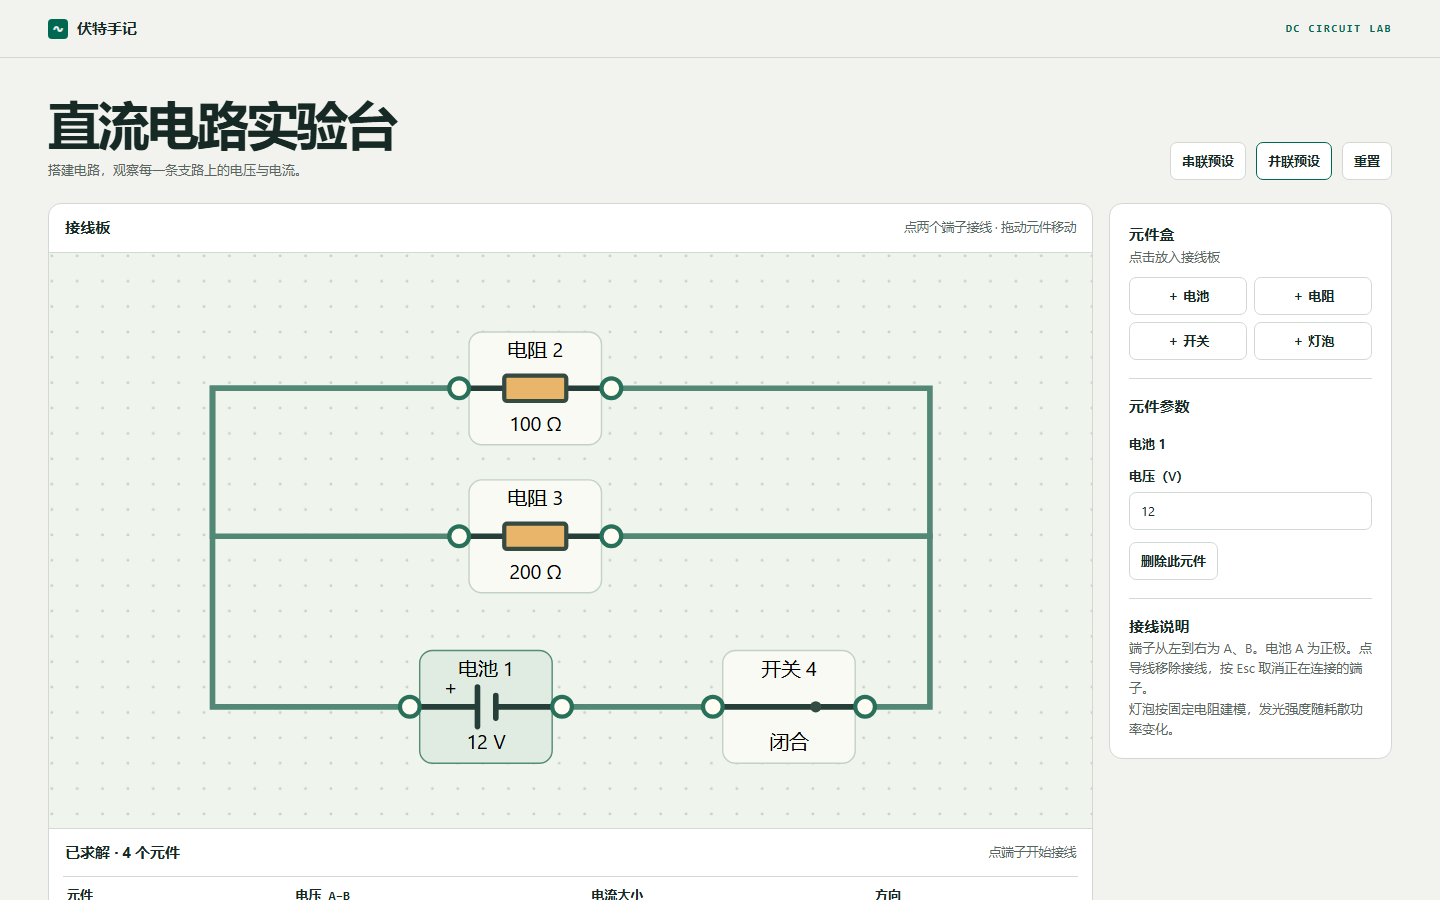 伏特手记
DC CIRCUIT LAB
直流电路实验台
搭建电路，观察每一条支路上的电压与电流。
串联预设
并联预设
重置
接线板
点两个端子接线 · 拖动元件移动
电阻 2
100 Ω
电阻 3
200 Ω
电池 1
+
12 V
开关 4
闭合
元件盒
点击放入接线板
+ 电池
+ 电阻
+ 开关
+ 灯泡
元件参数
电池 1
电压（V）
12
删除此元件
接线说明
端子从左到右为 A、B。电池 A 为正极。点
导线移除接线，按 Esc 取消正在连接的端
子。
灯泡按固定电阻建模，发光强度随耗散功
率变化。
已求解 · 4 个元件
点端子开始接线
元件
电压 A–B
电流大小
方向